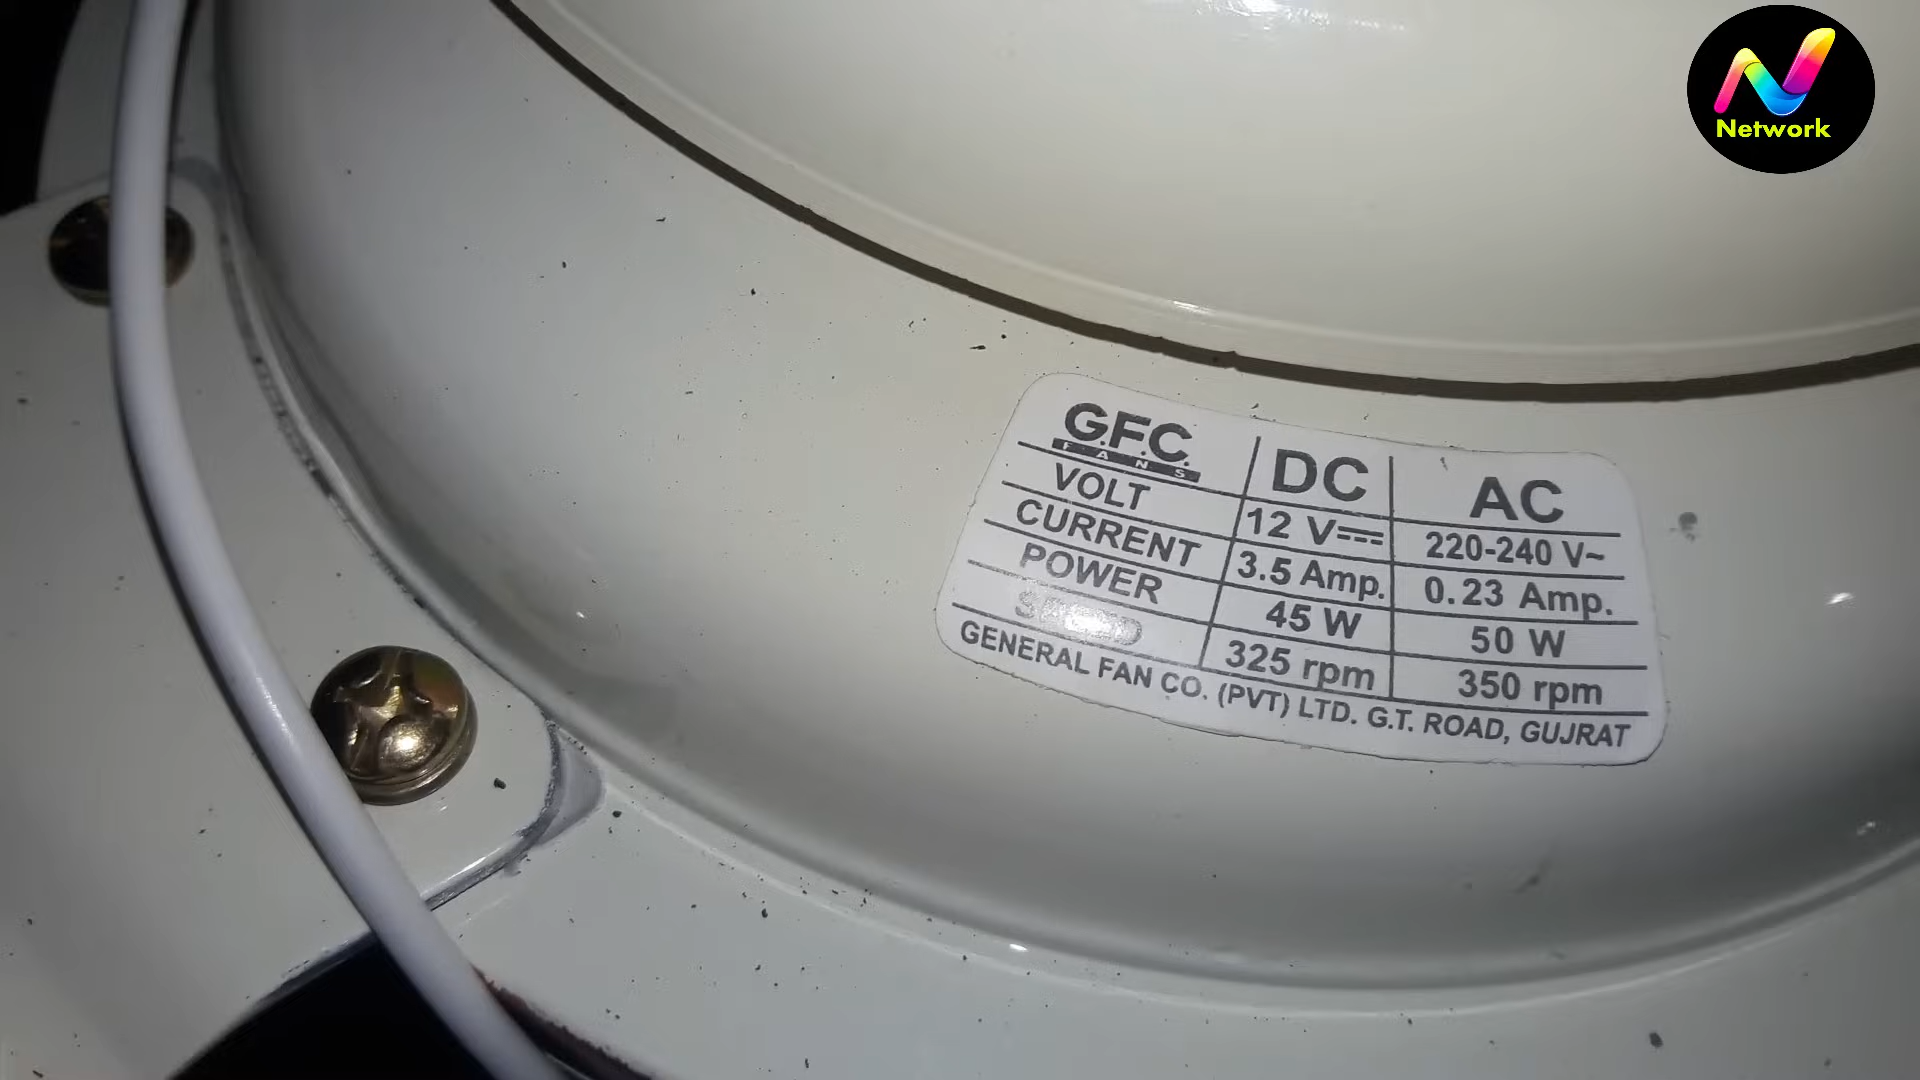 Network
G.F.C. DC AC
FANS
VOLT 12 V⎓ 220-240 V~
CURRENT 3.5 Amp. 0.23 Amp.
POWER 45 W 50 W
325 rpm 350 rpm
GENERAL FAN CO. (PVT) LTD. G.T. ROAD, GUJRAT